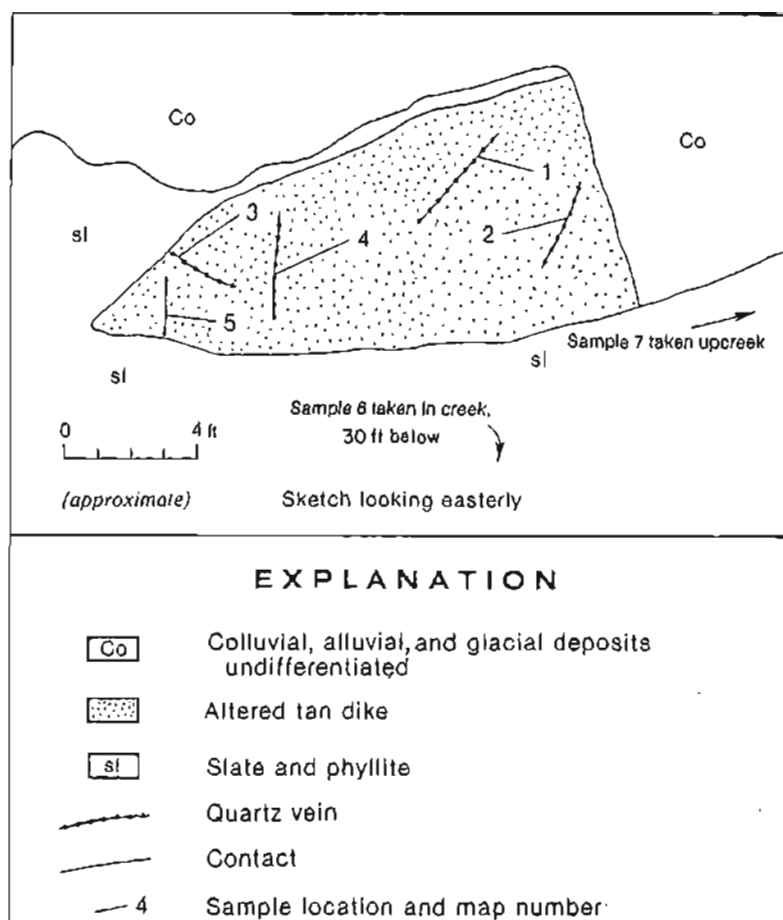 Co
Co
1
3
sl
4
2
5
Sample 7 taken upcreek
sl
sl
Sample 6 taken in creek,
30 ft below
0 4 ft
(approximate) Sketch looking easterly
EXPLANATION
Co Colluvial, alluvial, and glacial deposits
undifferentiated
Altered tan dike
sl Slate and phyllite
Quartz vein
Contact
4 Sample location and map number